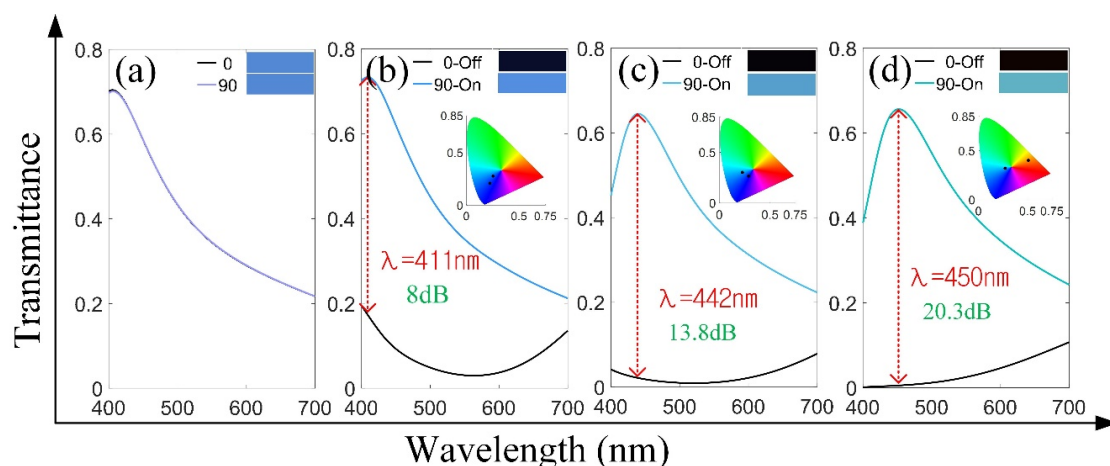 Transmittance
(a)
0
90
0.8
0.6
0.4
0.2
0
400 500 600 700
(b)
0-Off
90-On
0.8
0.6
0.4
0.2
0
400 500 600 700
0.85
0.5
0
0.5 0.75
λ=411nm
8dB
(c)
0-Off
90-On
0.8
0.6
0.4
0.2
0
400 500 600 700
0.85
0.5
0
0.5 0.75
λ=442nm
13.8dB
(d)
0-Off
90-On
0.8
0.6
0.4
0.2
0
400 500 600 700
0.85
0.5
0
0 0.5 0.75
λ=450nm
20.3dB
Wavelength (nm)